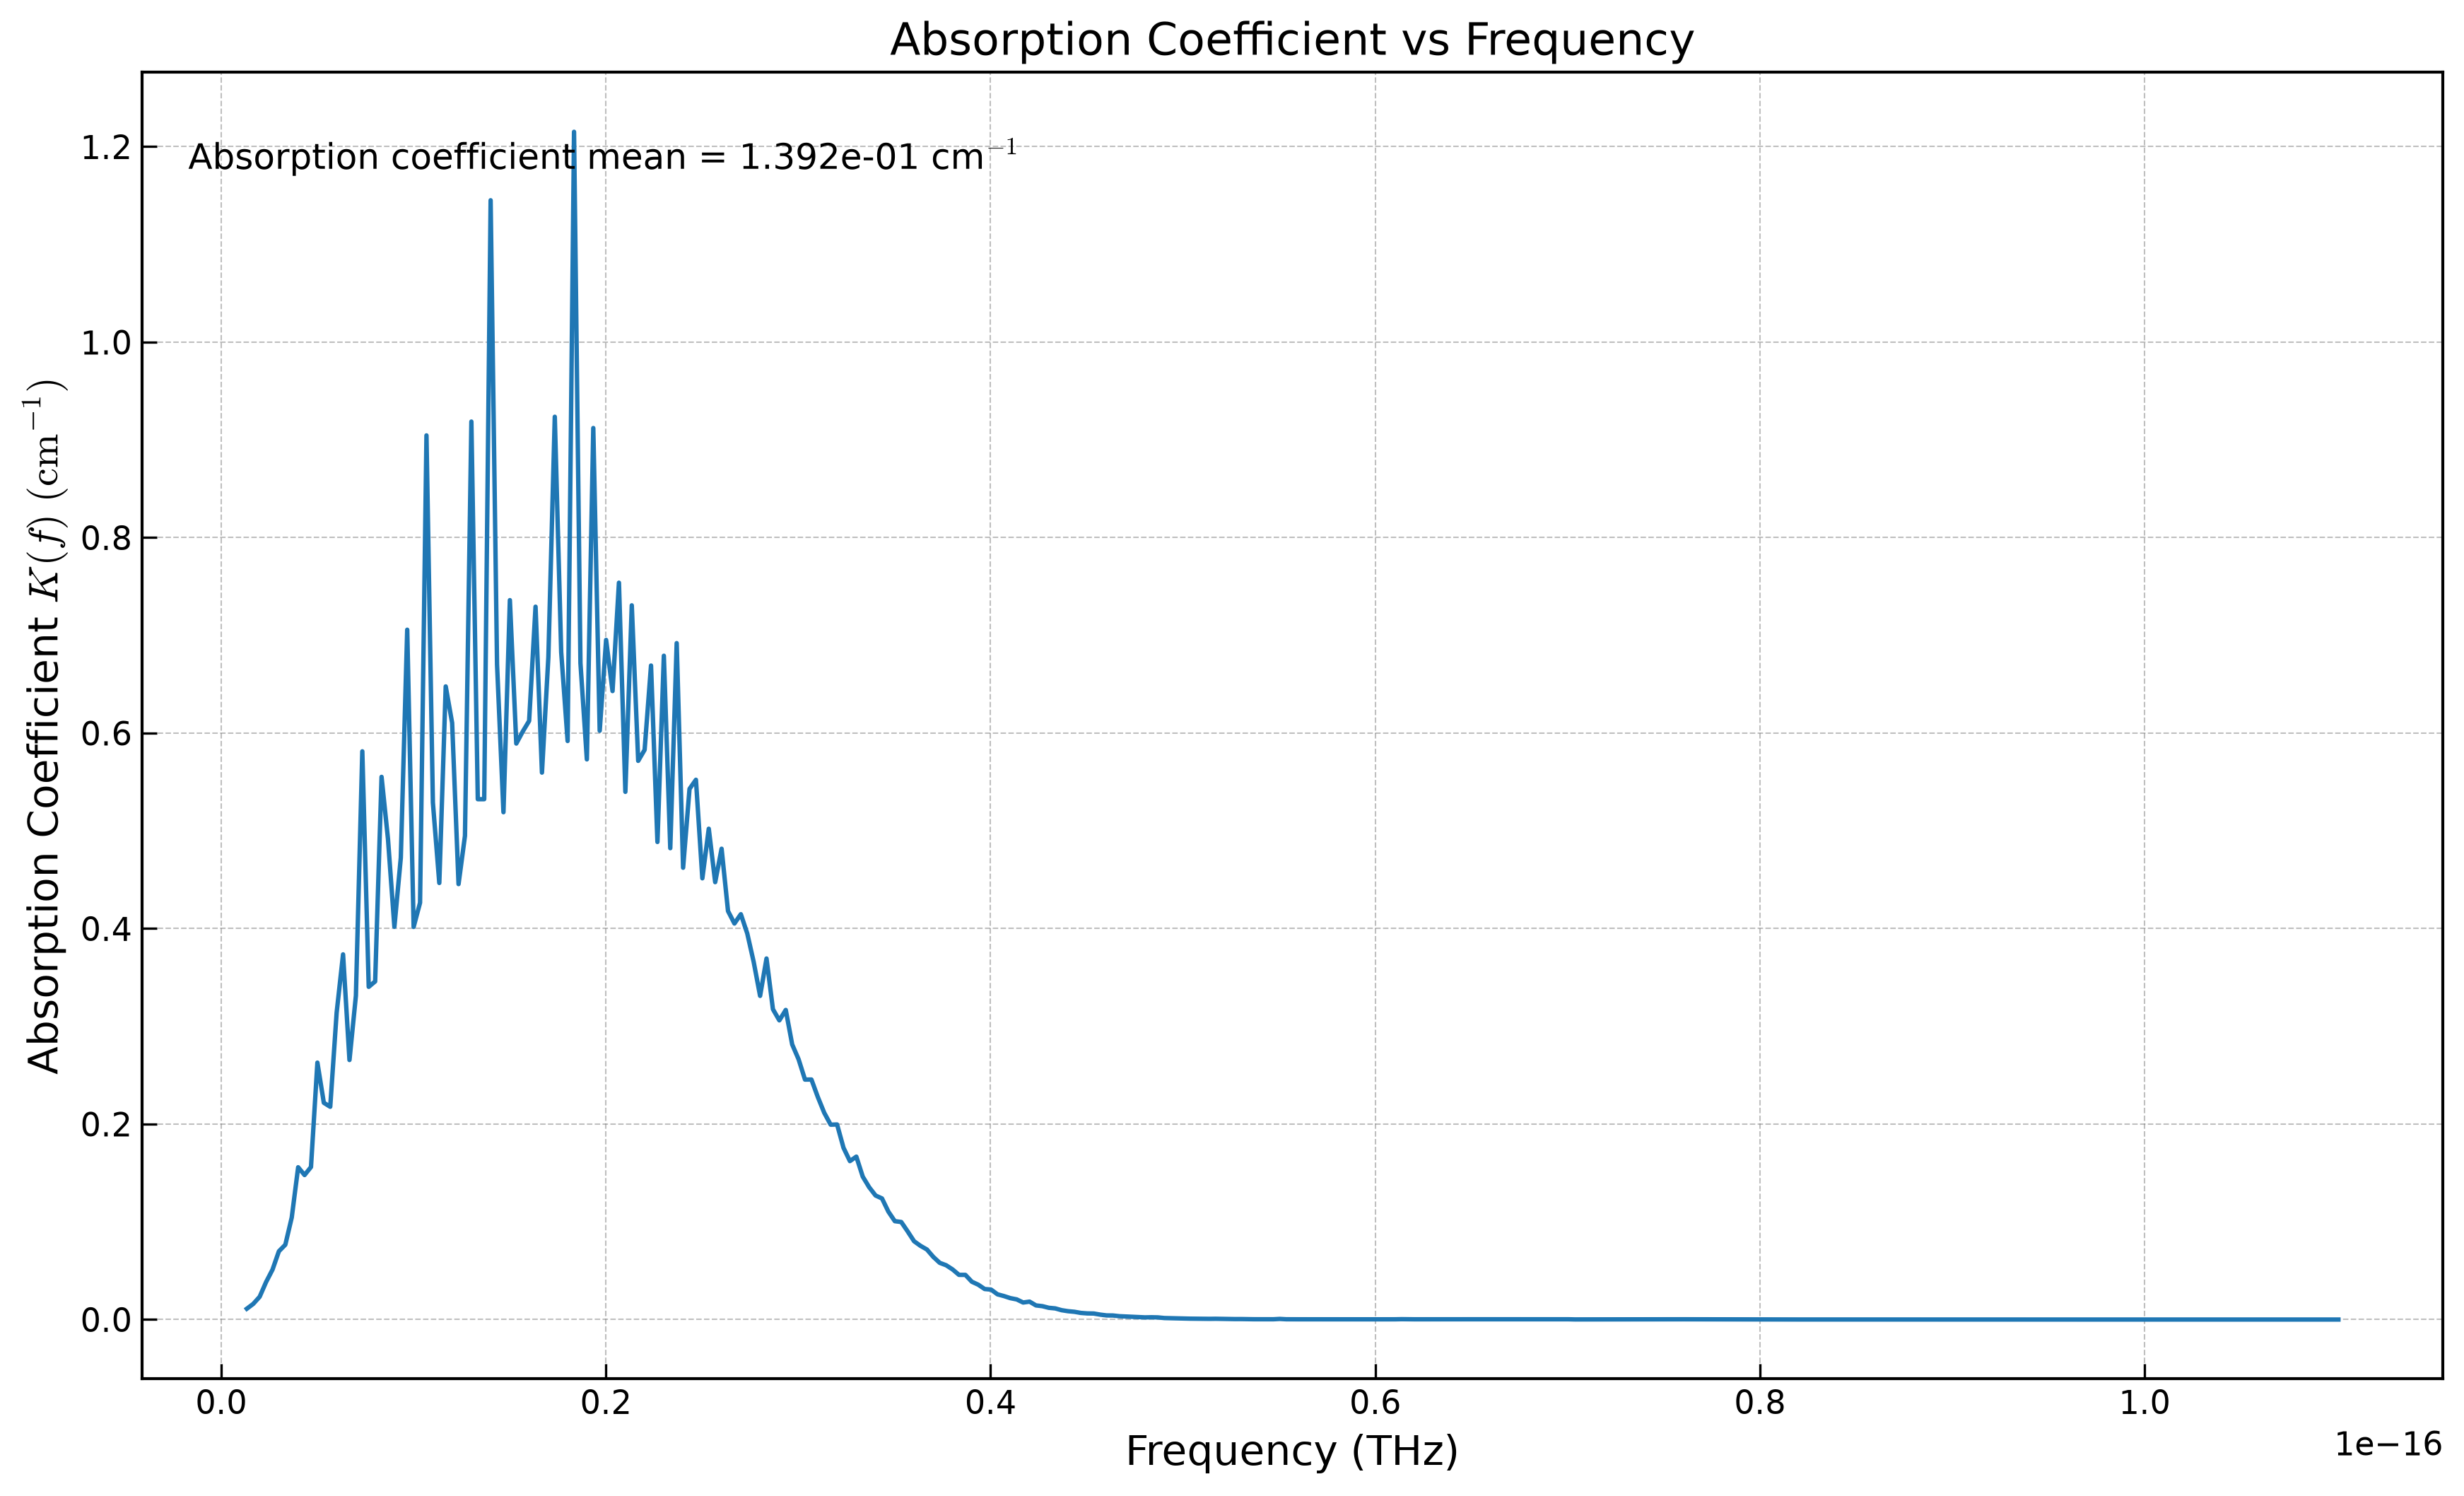 Absorption Coefficient vs Frequency
Absorption coefficient mean = 1.392e-01 cm⁻¹
Absorption Coefficient K(f) (cm⁻¹)
1.2
1.0
0.8
0.6
0.4
0.2
0.0
0.0 0.2 0.4 0.6 0.8 1.0
1e−16
Frequency (THz)